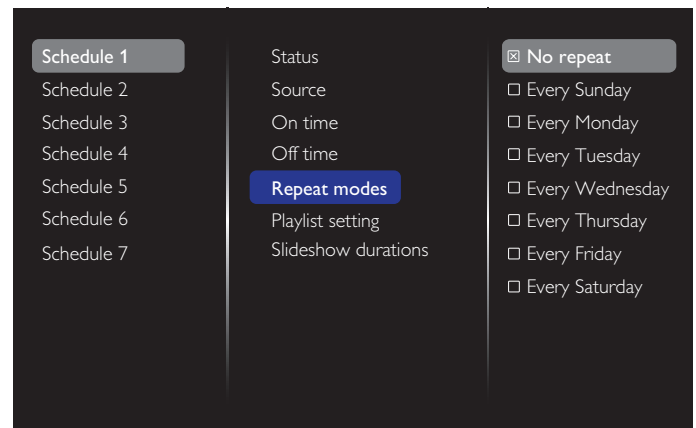 Schedule 1
Schedule 2
Schedule 3
Schedule 4
Schedule 5
Schedule 6
Schedule 7
Status
Source
On time
Off time
Repeat modes
Playlist setting
Slideshow durations
☒ No repeat
☐ Every Sunday
☐ Every Monday
☐ Every Tuesday
☐ Every Wednesday
☐ Every Thursday
☐ Every Friday
☐ Every Saturday